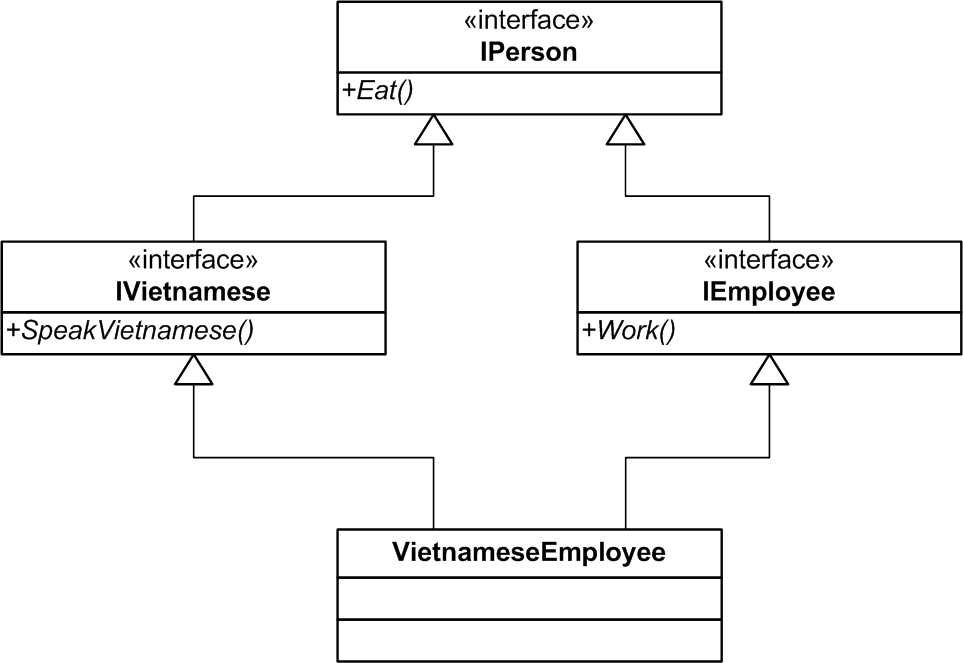 «interface»
IPerson
+Eat()
«interface»
IVietnamese
+SpeakVietnamese()
«interface»
IEmployee
+Work()
VietnameseEmployee